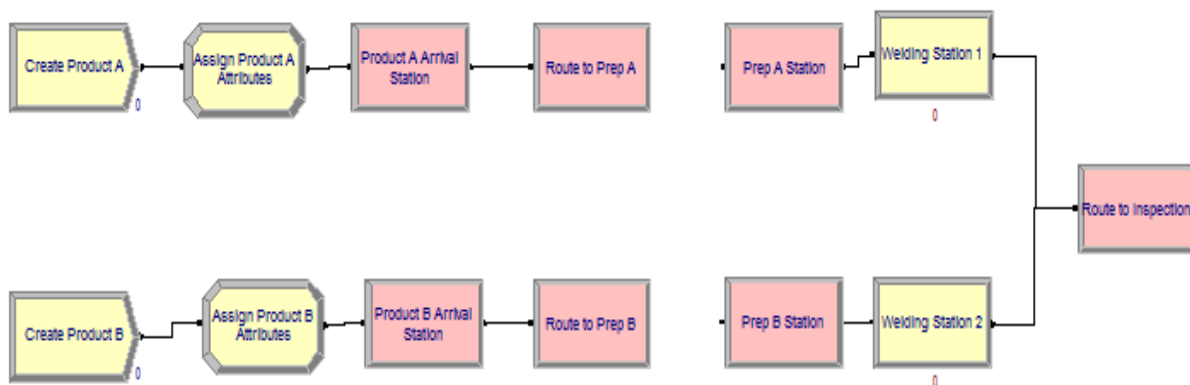 Create Product A
0
Assign Product A
Attributes
Product A Arrival
Station
Route to Prep A
Prep A Station
Welding Station 1
0
Route to Inspection
Create Product B
0
Assign Product B
Attributes
Product B Arrival
Station
Route to Prep B
Prep B Station
Welding Station 2
0